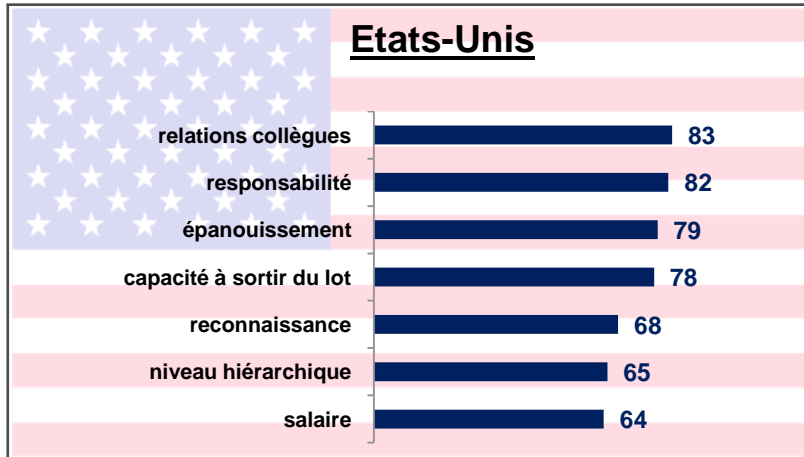 Etats-Unis
relations collègues 83
responsabilité 82
épanouissement 79
capacité à sortir du lot 78
reconnaissance 68
niveau hiérarchique 65
salaire 64